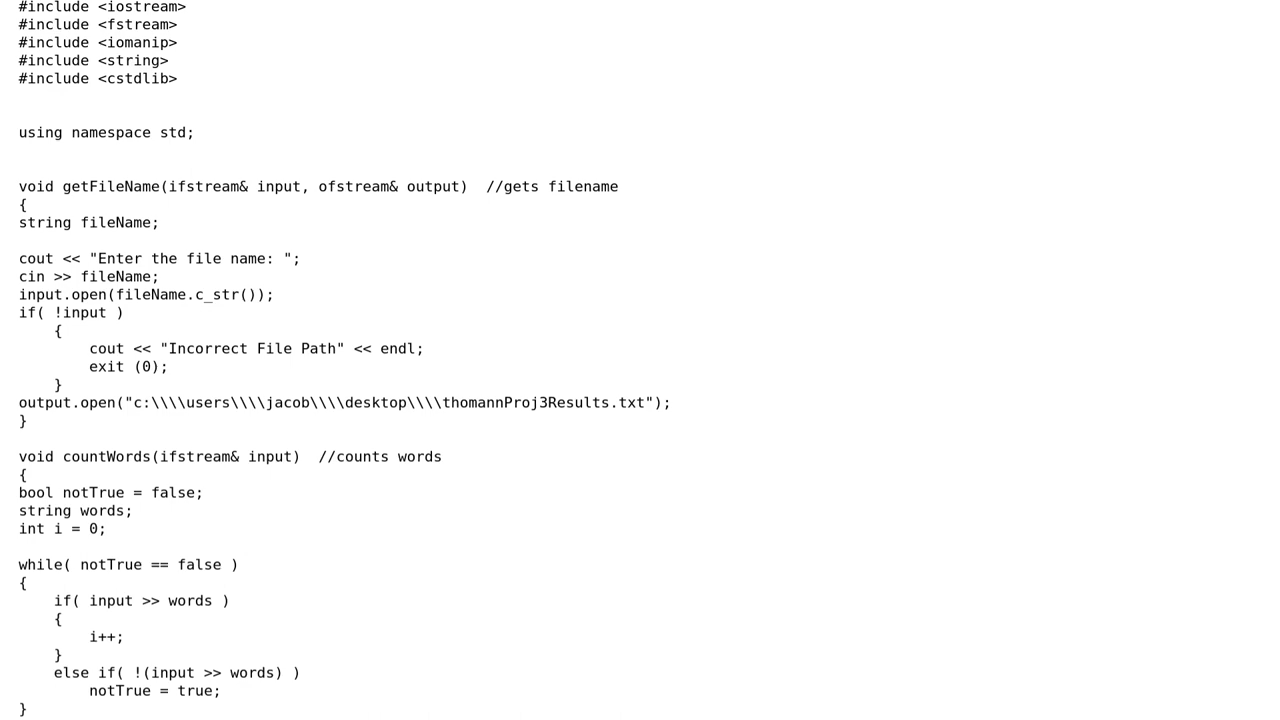 #include <iostream>
#include <fstream>
#include <iomanip>
#include <string>
#include <cstdlib>
using namespace std;
void getFileName(ifstream& input, ofstream& output)  //gets filename
{
string fileName;
cout << "Enter the file name: ";
cin >> fileName;
input.open(fileName.c_str());
if( !input )
    {
        cout << "Incorrect File Path" << endl;
        exit (0);
    }
output.open("c:\\\\users\\\\jacob\\\\desktop\\\\thomannProj3Results.txt");
}
void countWords(ifstream& input)  //counts words
{
bool notTrue = false;
string words;
int i = 0;
while( notTrue == false )
{
    if( input >> words )
    {
        i++;
    }
    else if( !(input >> words) )
        notTrue = true;
}